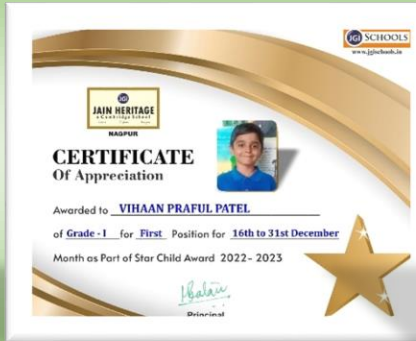 JGI SCHOOLS
www.jgischools.in
JGI
JAIN HERITAGE
a Cambridge School
NAGPUR
CERTIFICATE
Of Appreciation
Awarded to VIHAAN PRAFUL PATEL
of Grade - I for First Position for 16th to 31st December
Month as Part of Star Child Award 2022- 2023
Principal